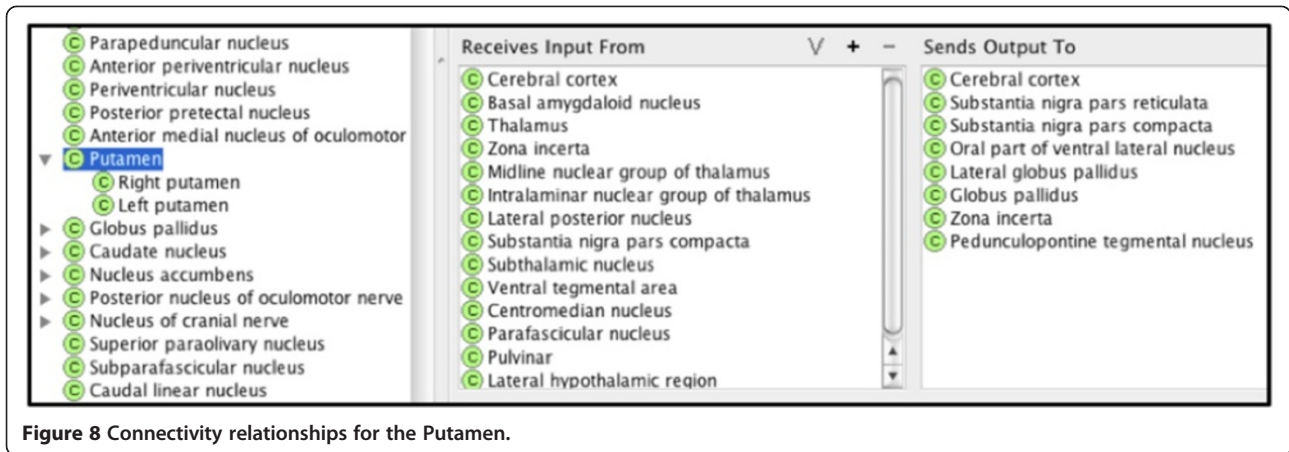 Parapeduncular nucleus
Anterior periventricular nucleus
Periventricular nucleus
Posterior pretectal nucleus
Anterior medial nucleus of oculomotor
Putamen
Right putamen
Left putamen
Globus pallidus
Caudate nucleus
Nucleus accumbens
Posterior nucleus of oculomotor nerve
Nucleus of cranial nerve
Superior paraolivary nucleus
Subparafascicular nucleus
Caudal linear nucleus
Receives Input From
Cerebral cortex
Basal amygdaloid nucleus
Thalamus
Zona incerta
Midline nuclear group of thalamus
Intralaminar nuclear group of thalamus
Lateral posterior nucleus
Substantia nigra pars compacta
Subthalamic nucleus
Ventral tegmental area
Centromedian nucleus
Parafascicular nucleus
Pulvinar
Lateral hypothalamic region
Sends Output To
Cerebral cortex
Substantia nigra pars reticulata
Substantia nigra pars compacta
Oral part of ventral lateral nucleus
Lateral globus pallidus
Globus pallidus
Zona incerta
Pedunculopontine tegmental nucleus
Figure 8 Connectivity relationships for the Putamen.